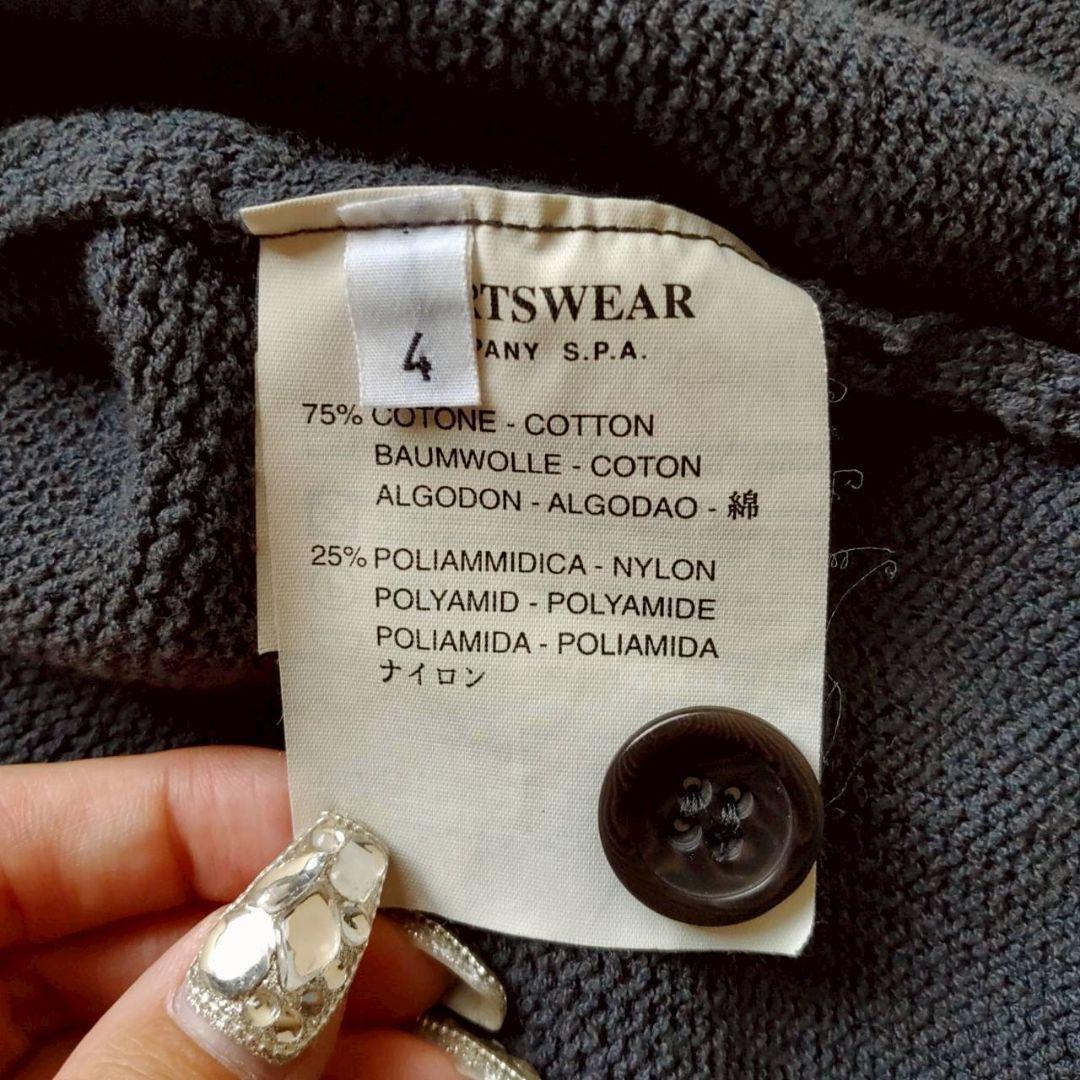 RTSWEAR
PANY S.P.A.
4
75% COTONE - COTTON
BAUMWOLLE - COTON
ALGODON - ALGODAO - 綿
25% POLIAMMIDICA - NYLON
POLYAMID - POLYAMIDE
POLIAMIDA - POLIAMIDA
ナイロン